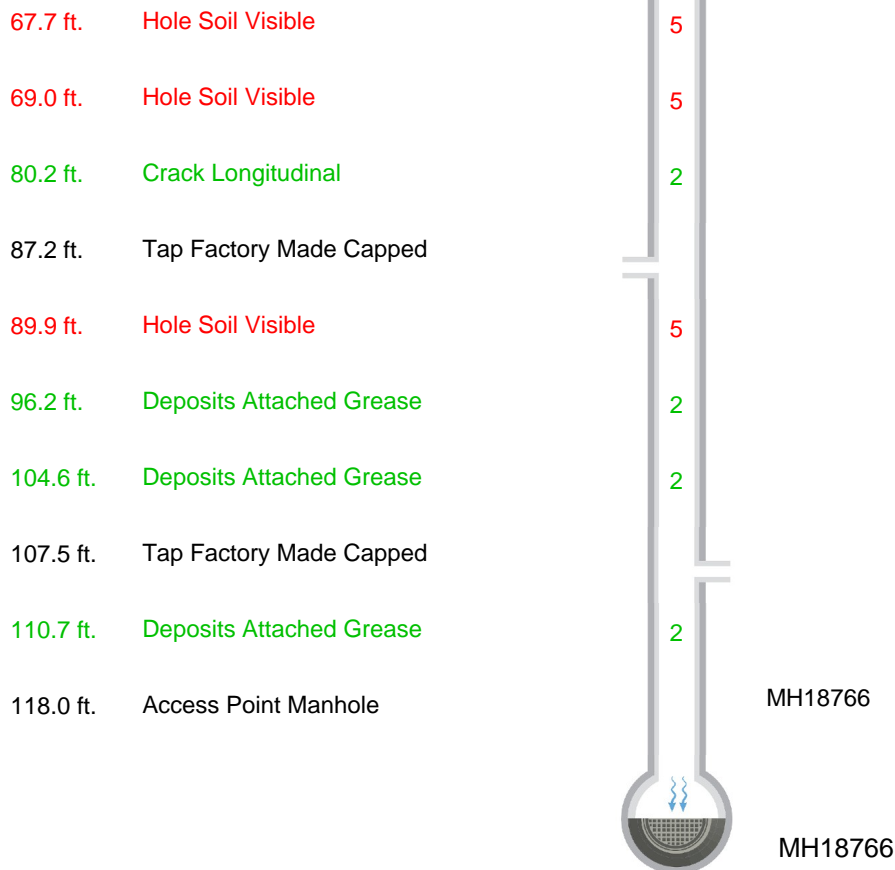 67.7 ft. Hole Soil Visible 5
69.0 ft. Hole Soil Visible 5
80.2 ft. Crack Longitudinal 2
87.2 ft. Tap Factory Made Capped
89.9 ft. Hole Soil Visible 5
96.2 ft. Deposits Attached Grease 2
104.6 ft. Deposits Attached Grease 2
107.5 ft. Tap Factory Made Capped
110.7 ft. Deposits Attached Grease 2
118.0 ft. Access Point Manhole MH18766
MH18766